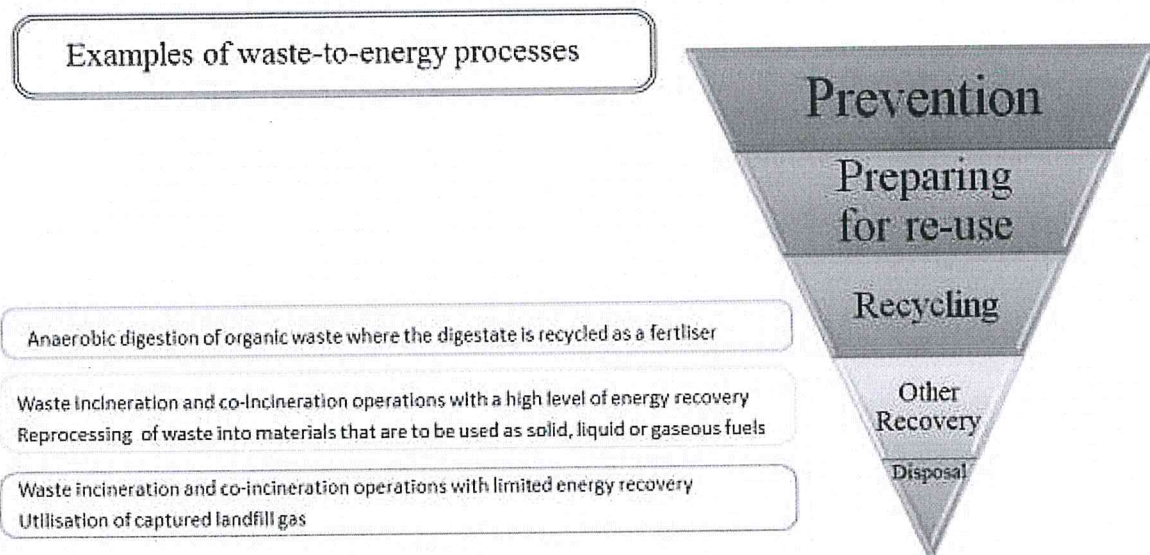 Examples of waste-to-energy processes
Prevention
Preparing
for re-use
Recycling
Anaerobic digestion of organic waste where the digestate is recycled as a fertliser
Other
Recovery
Waste incineration and co-incineration operations with a high level of energy recovery
Reprocessing of waste into materials that are to be used as solid, liquid or gaseous fuels
Disposal
Waste incineration and co-incineration operations with limited energy recovery
Utilisation of captured landfill gas